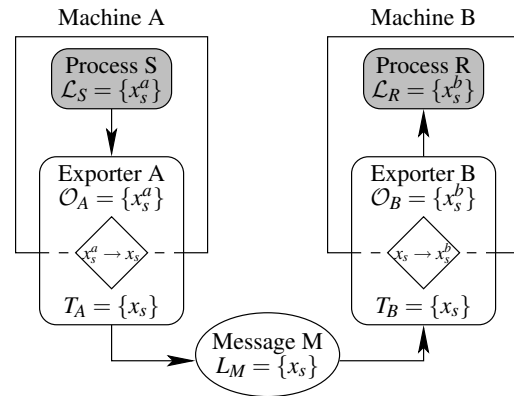 Machine A
Process S
ℒ_S = {x_s^a}
Exporter A
𝒪_A = {x_s^a}
x_s^a → x_s
T_A = {x_s}
Message M
L_M = {x_s}
Machine B
Process R
ℒ_R = {x_s^b}
Exporter B
𝒪_B = {x_s^b}
x_s → x_s^b
T_B = {x_s}